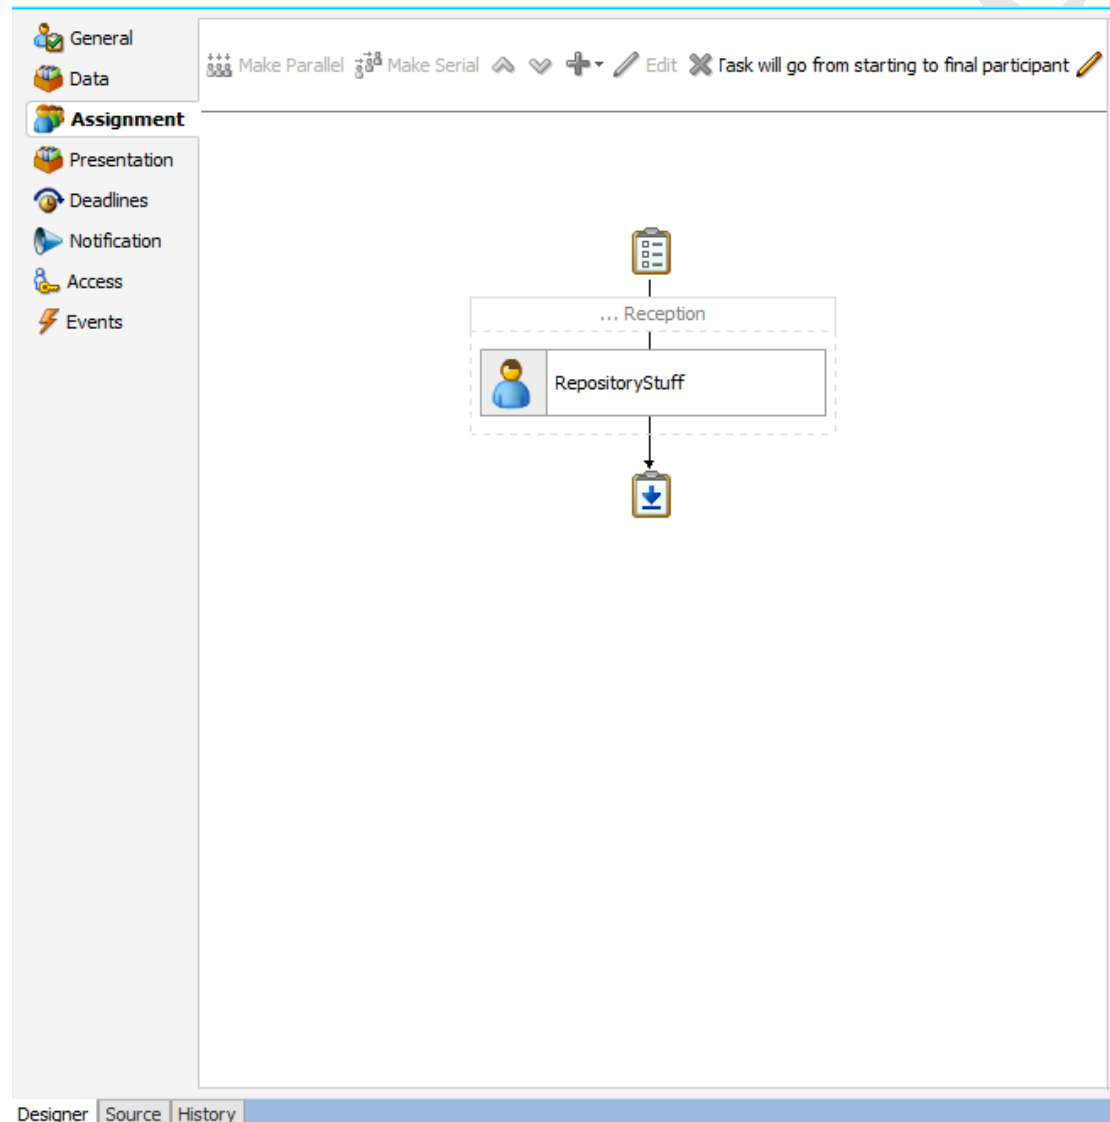 General
Data
Assignment
Presentation
Deadlines
Notification
Access
Events
Make Parallel Make Serial Edit Task will go from starting to final participant
... Reception
RepositoryStuff
Designer Source History